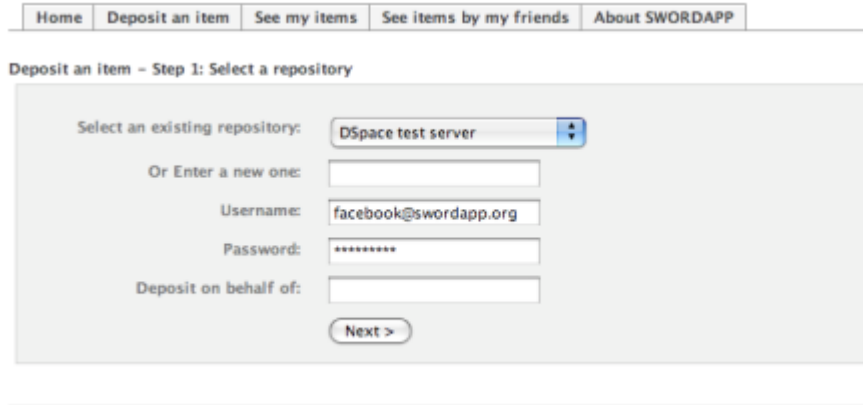 Home Deposit an item See my items See items by my friends About SWORDAPP
Deposit an item – Step 1: Select a repository
Select an existing repository: DSpace test server
Or Enter a new one:
Username: facebook@swordapp.org
Password: *********
Deposit on behalf of:
Next >